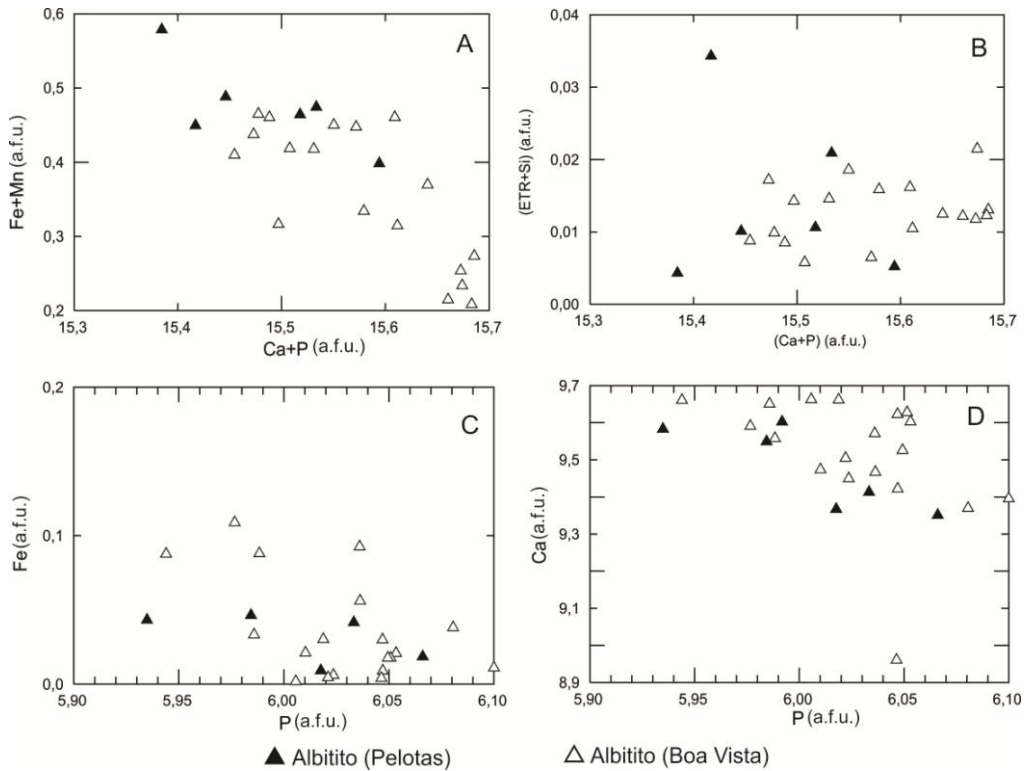 A
Fe+Mn (a.f.u.)
0,6
0,5
0,4
0,3
0,2
15,3 15,4 15,5 15,6 15,7
Ca+P (a.f.u.)
B
(ETR+Si) (a.f.u.)
0,04
0,03
0,02
0,01
0,00
15,3 15,4 15,5 15,6 15,7
(Ca+P) (a.f.u.)
C
Fe (a.f.u.)
0,2
0,1
0,0
5,90 5,95 6,00 6,05 6,10
P (a.f.u.)
D
Ca (a.f.u.)
9,7
9,5
9,3
9,1
8,9
5,90 5,95 6,00 6,05 6,10
P (a.f.u.)
Albitito (Pelotas) Albitito (Boa Vista)